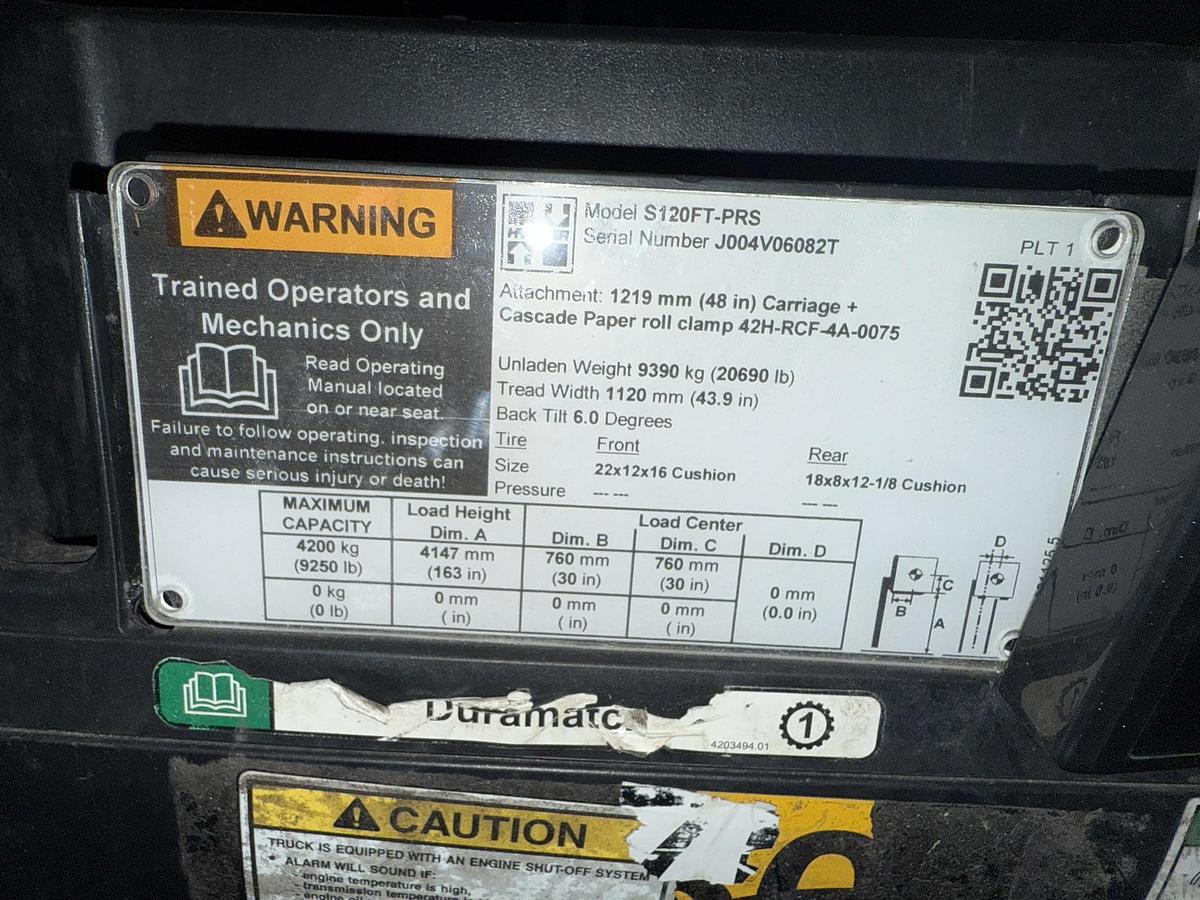 WARNING
Trained Operators and
Mechanics Only
Read Operating
Manual located
on or near seat.
Failure to follow operating, inspection
and maintenance instructions can
cause serious injury or death!
Model S120FT-PRS
Serial Number J004V06082T
PLT 1
Attachment: 1219 mm (48 in) Carriage +
Cascade Paper roll clamp 42H-RCF-4A-0075
Unladen Weight 9390 kg (20690 lb)
Tread Width 1120 mm (43.9 in)
Back Tilt 6.0 Degrees
Tire Front Rear
Size 22x12x16 Cushion 18x8x12-1/8 Cushion
Pressure --- --- --- ---
MAXIMUM CAPACITY Load Height Dim. A Load Center Dim. B Dim. C Dim. D
4200 kg 4147 mm 760 mm 760 mm 0 mm
(9250 lb) (163 in) (30 in) (30 in) (0.0 in)
0 kg 0 mm 0 mm 0 mm
(0 lb) ( in) ( in) ( in)
D
C
B
A
Duramatc
1
4203494.01
CAUTION
TRUCK IS EQUIPPED WITH AN ENGINE SHUT-OFF SYSTEM
• ALARM WILL SOUND IF:
- engine temperature is high,
- transmission temperature